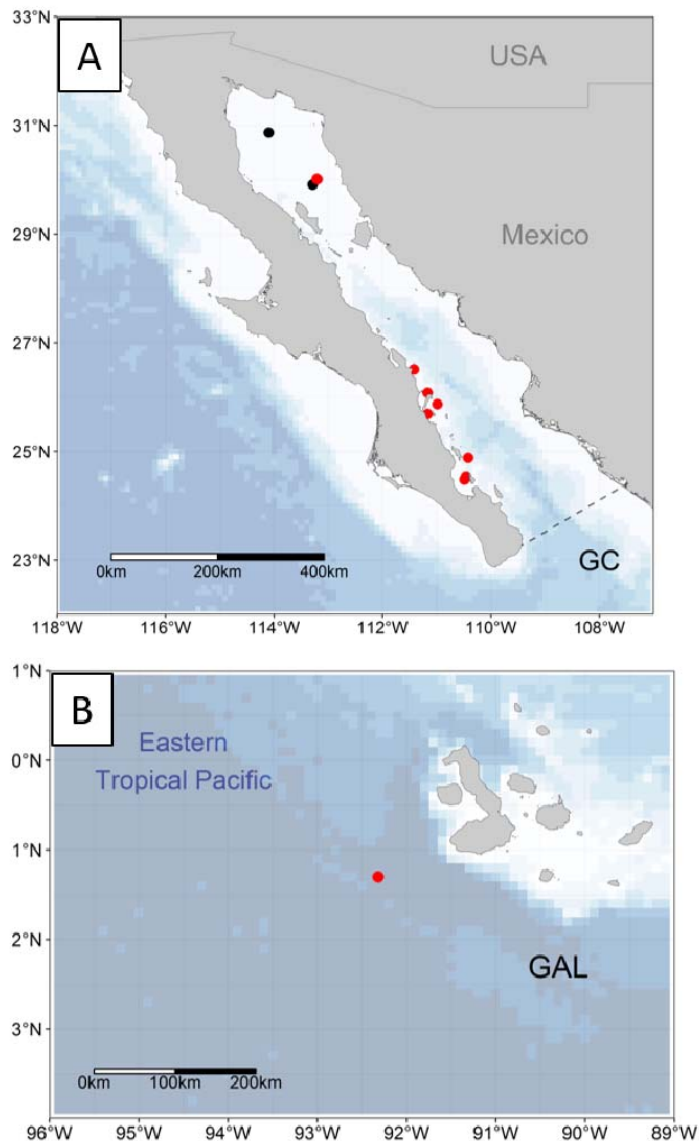 33°N
A
USA
31°N
29°N
Mexico
27°N
25°N
23°N
GC
0km 200km 400km
118°W 116°W 114°W 112°W 110°W 108°W
1°N
B
Eastern
Tropical Pacific
0°N
1°N
2°N
GAL
3°N
0km 100km 200km
96°W 95°W 94°W 93°W 92°W 91°W 90°W 89°W